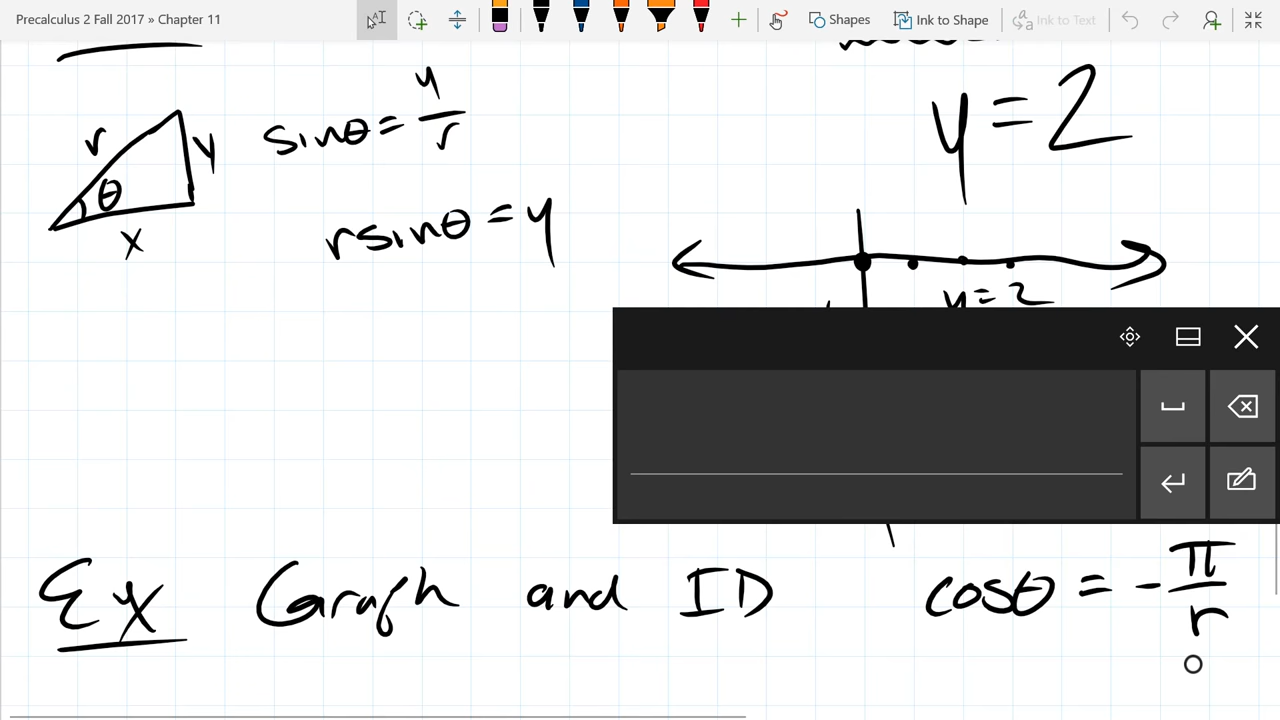 Precalculus 2 Fall 2017 » Chapter 11
Shapes
Ink to Shape
Ink to Text
r
θ
y
x
sinθ = y/r
rsinθ = y
y = 2
y = 2
Ex Graph and ID cosθ = -π/r